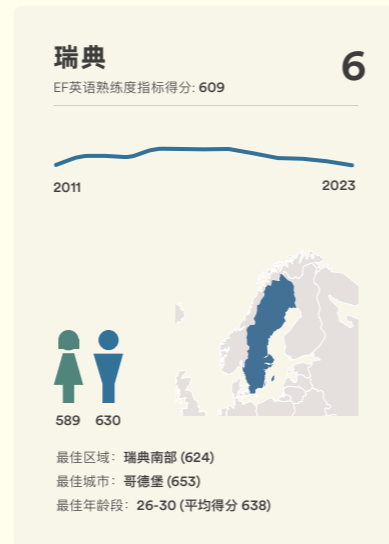 瑞典
6
EF英语熟练度指标得分: 609
2011
2023
589 630
最佳区域: 瑞典南部 (624)
最佳城市: 哥德堡 (653)
最佳年龄段: 26-30 (平均得分 638)